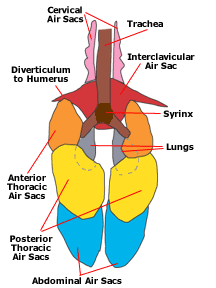 Cervical
Air Sacs
Trachea
Interclavicular
Air Sac
Diverticulum
to Humerus
Syrinx
Lungs
Anterior
Thoracic
Air Sacs
Posterior
Thoracic
Air Sacs
Abdominal Air Sacs